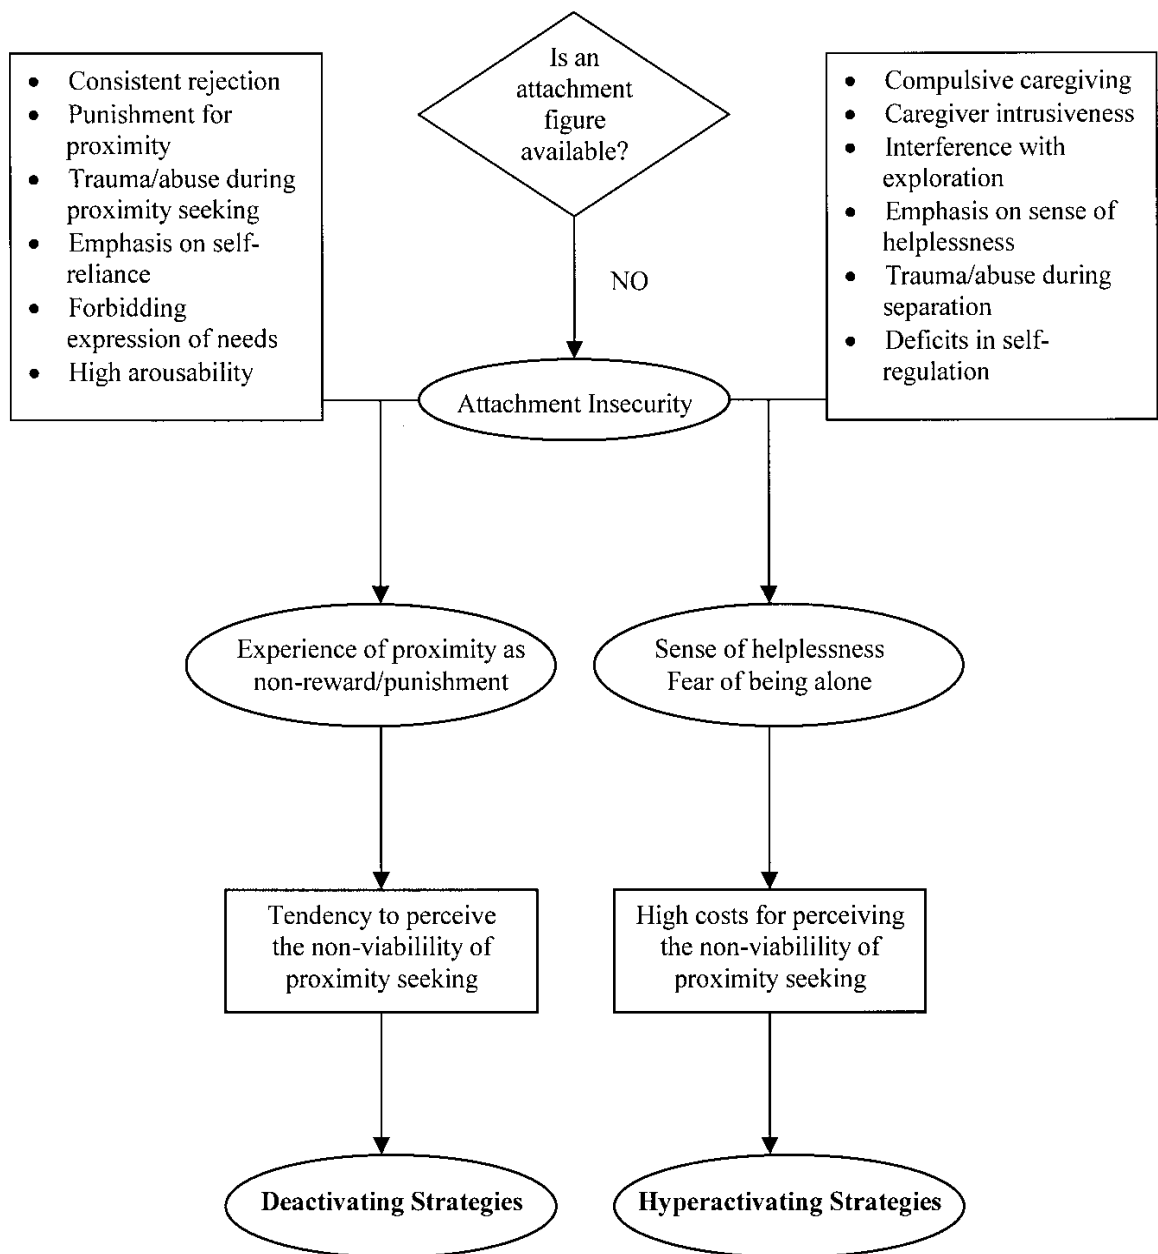 Is an
attachment
figure
available?
• Consistent rejection
• Punishment for
proximity
• Trauma/abuse during
proximity seeking
• Emphasis on self-
reliance
• Forbidding
expression of needs
• High arousability
• Compulsive caregiving
• Caregiver intrusiveness
• Interference with
exploration
• Emphasis on sense of
helplessness
• Trauma/abuse during
separation
• Deficits in self-
regulation
NO
Attachment Insecurity
Experience of proximity as
non-reward/punishment
Sense of helplessness
Fear of being alone
Tendency to perceive
the non-viabilility of
proximity seeking
High costs for perceiving
the non-viabilility of
proximity seeking
Deactivating Strategies
Hyperactivating Strategies